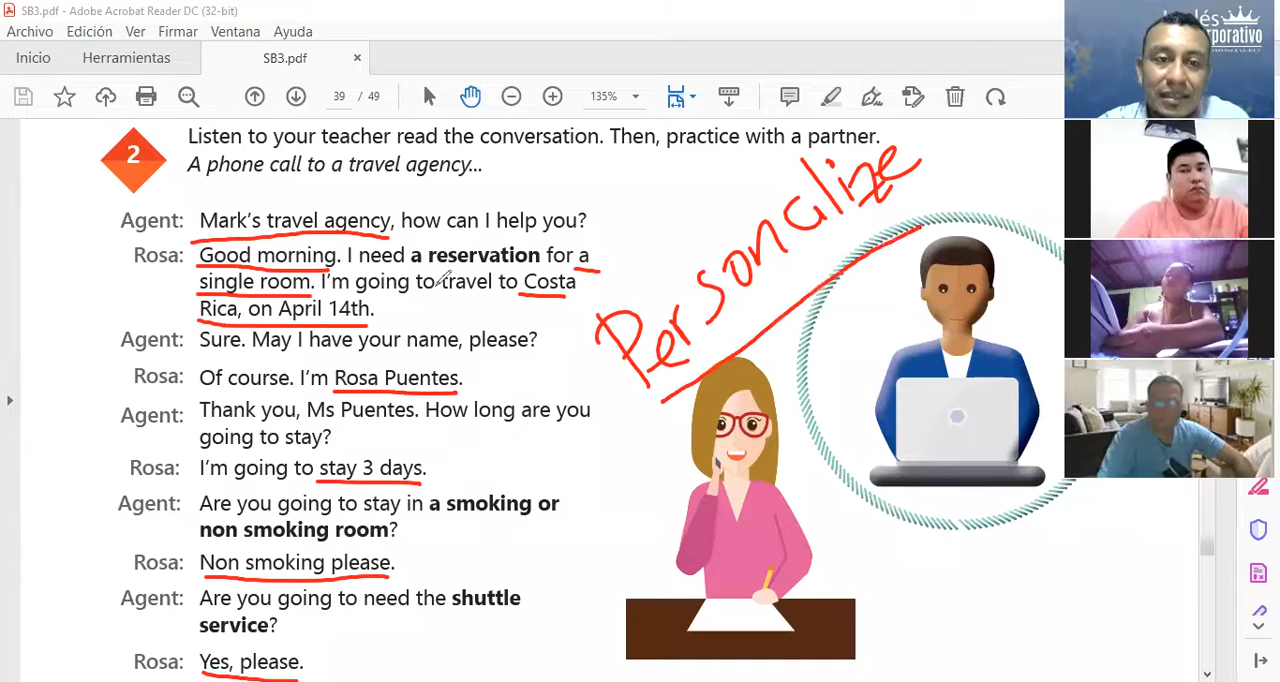 SB3.pdf - Adobe Acrobat Reader DC (32-bit)
Archivo Edición Ver Firmar Ventana Ayuda
Inicio Herramientas SB3.pdf ×
39 / 49 135%
2 Listen to your teacher read the conversation. Then, practice with a partner.
A phone call to a travel agency...
Agent: Mark's travel agency, how can I help you?
Rosa: Good morning. I need a reservation for a
single room. I'm going to travel to Costa
Rica, on April 14th.
Agent: Sure. May I have your name, please?
Rosa: Of course. I'm Rosa Puentes.
Agent: Thank you, Ms Puentes. How long are you
going to stay?
Rosa: I'm going to stay 3 days.
Agent: Are you going to stay in a smoking or
non smoking room?
Rosa: Non smoking please.
Agent: Are you going to need the shuttle
service?
Rosa: Yes, please.
Personalize